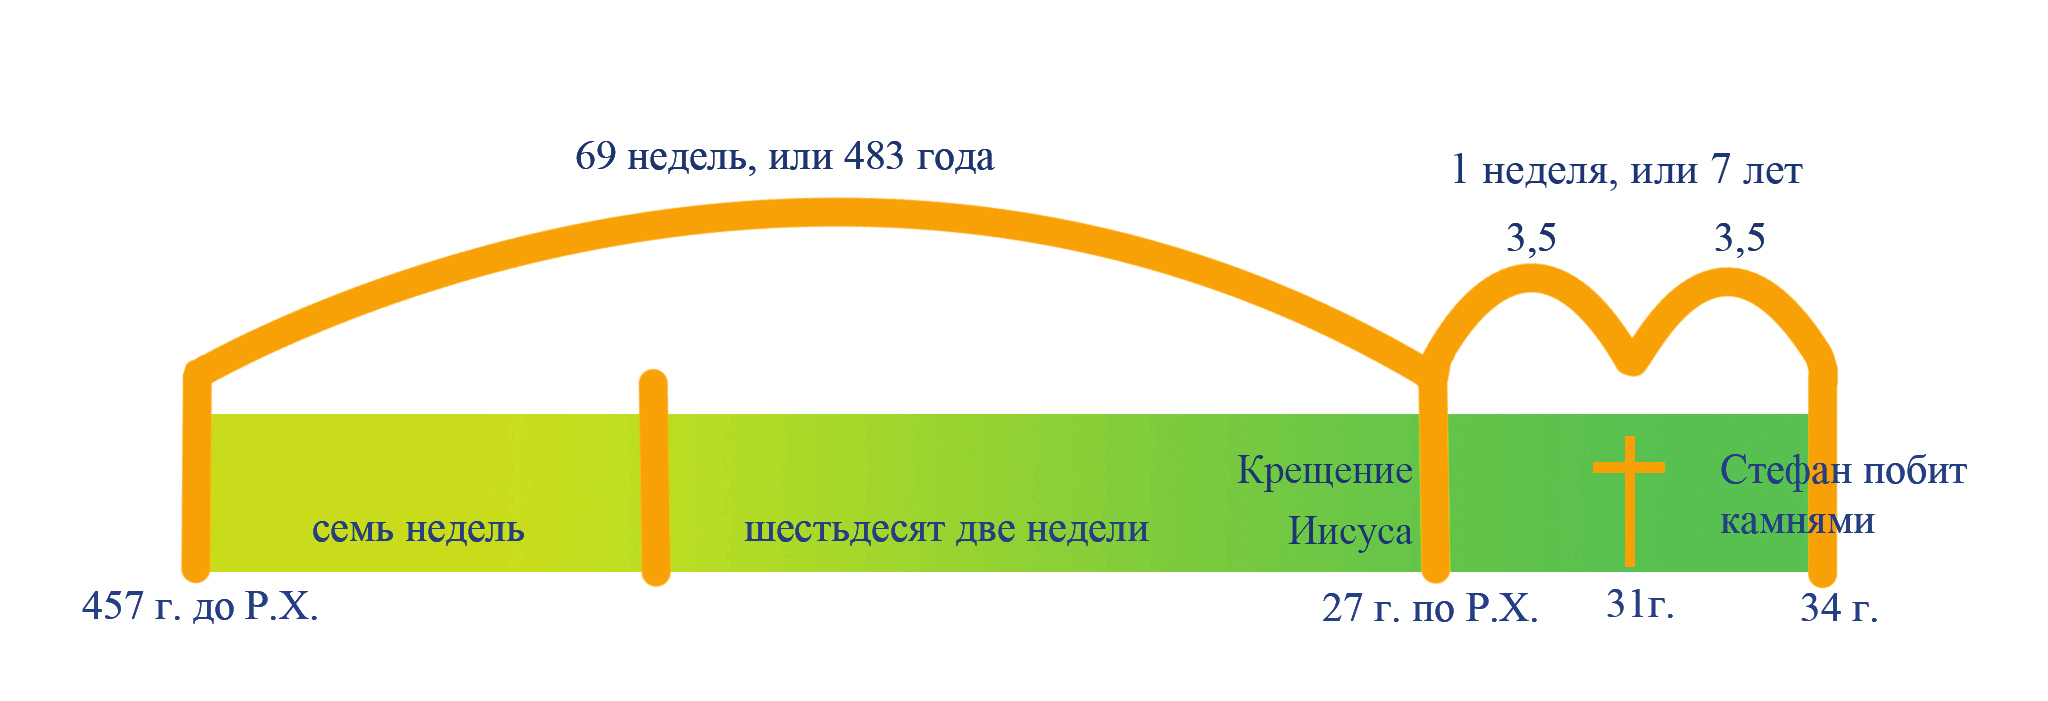 69 недель, или 483 года
1 неделя, или 7 лет
3,5
3,5
Крещение
Иисуса
Стефан побит
камнями
семь недель
шестьдесят две недели
457 г. до Р.Х.
27 г. по Р.Х.
31г.
34 г.